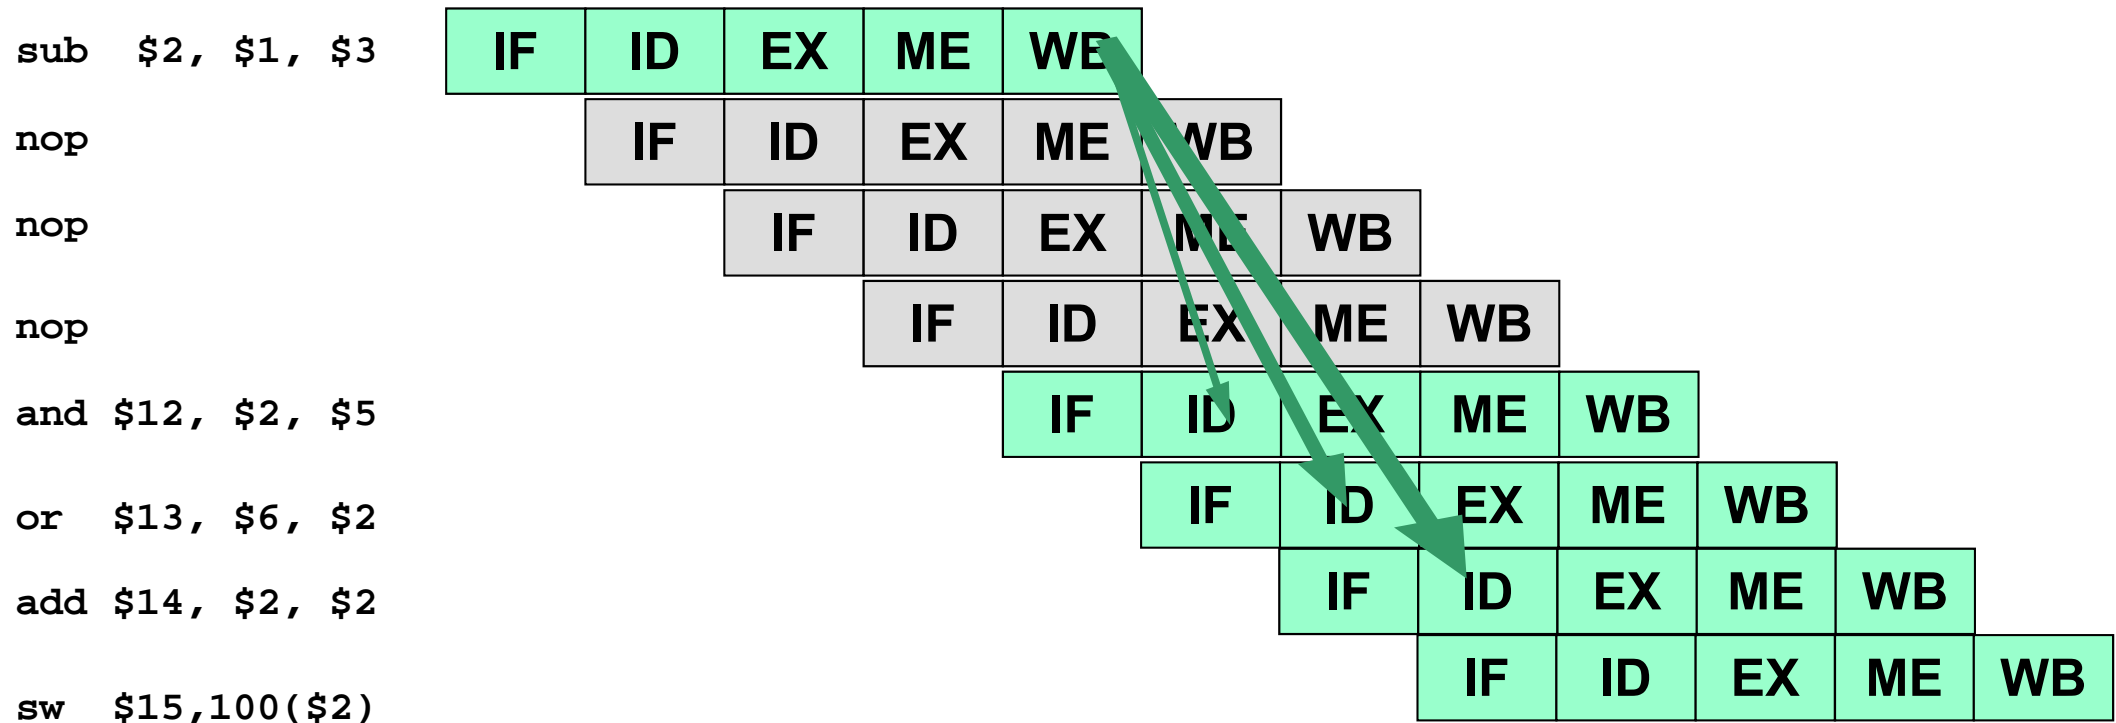 sub $2, $1, $3 IF ID EX ME WB
nop IF ID EX ME WB
nop IF ID EX ME WB
nop IF ID EX ME WB
and $12, $2, $5 IF ID EX ME WB
or $13, $6, $2 IF ID EX ME WB
add $14, $2, $2 IF ID EX ME WB
sw $15,100($2) IF ID EX ME WB